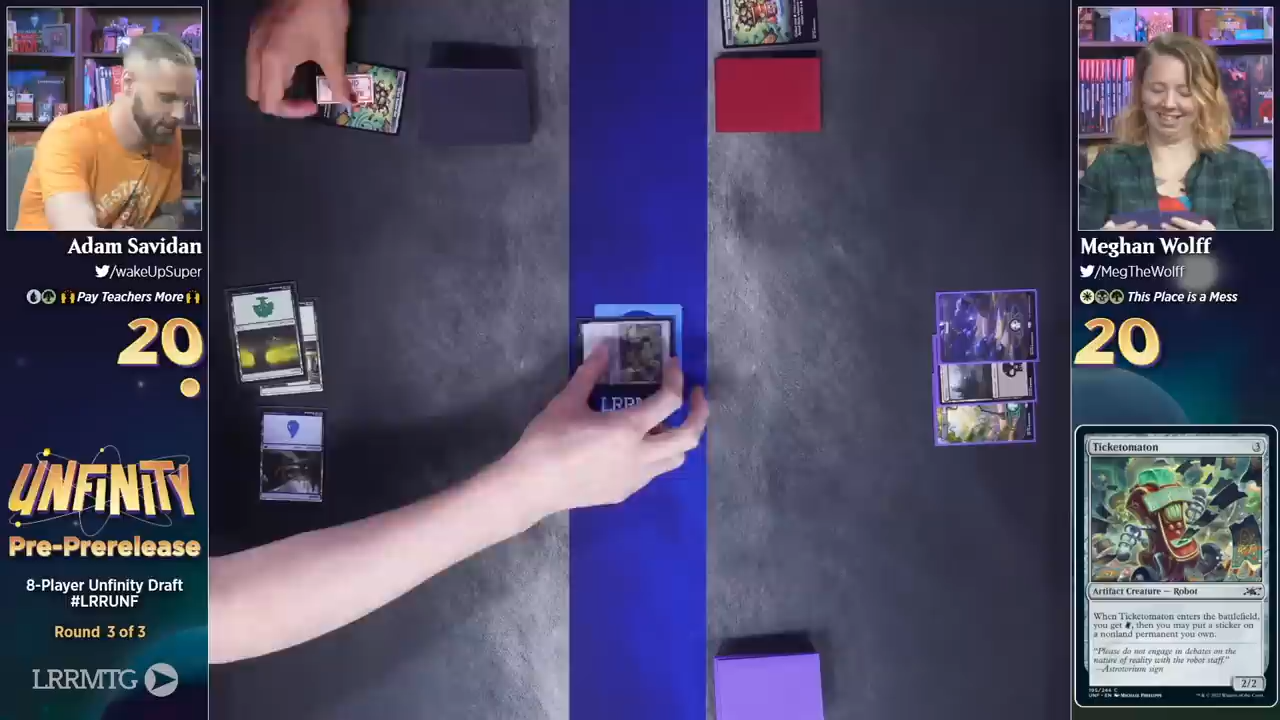 Adam Savidan
/wakeUpSuper
Pay Teachers More
20
UNFINITY
Pre-Prerelease
8-Player Unfinity Draft
#LRRUNF
Round 3 of 3
LRRMTG
Meghan Wolff
/MegTheWolff
This Place is a Mess
20
Ticketomaton 3
Artifact Creature — Robot
When Ticketomaton enters the battlefield,
you get , then you may put a sticker on
a nonland permanent you own.
"Please do not engage in debates on the
nature of reality with the robot staff."
—Astrotorium sign
2/2